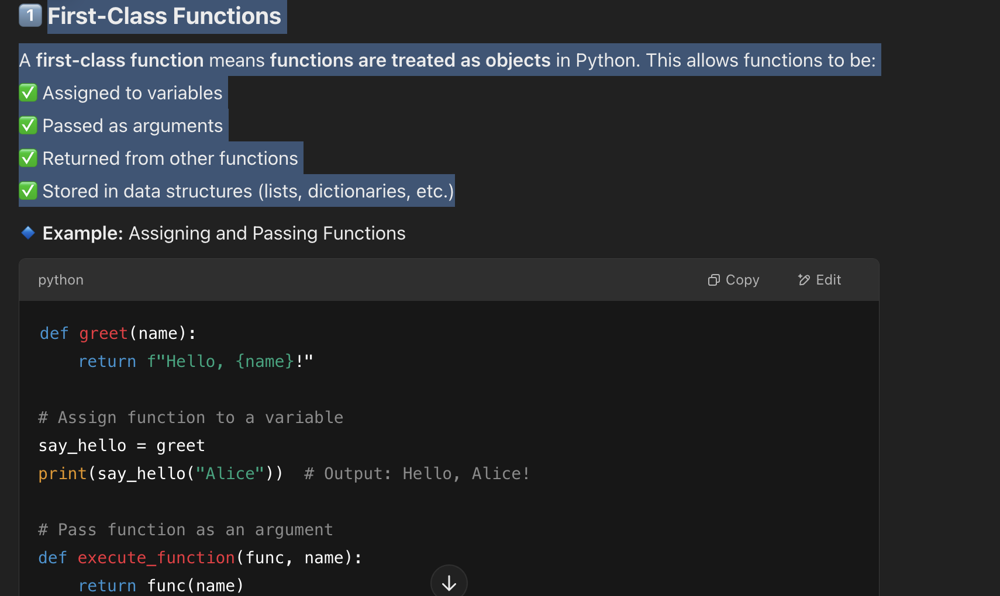 1 First-Class Functions
A first-class function means functions are treated as objects in Python. This allows functions to be:
✅ Assigned to variables
✅ Passed as arguments
✅ Returned from other functions
✅ Stored in data structures (lists, dictionaries, etc.)
🔹 Example: Assigning and Passing Functions
python Copy Edit
def greet(name):
    return f"Hello, {name}!"
# Assign function to a variable
say_hello = greet
print(say_hello("Alice"))  # Output: Hello, Alice!
# Pass function as an argument
def execute_function(func, name):
    return func(name)